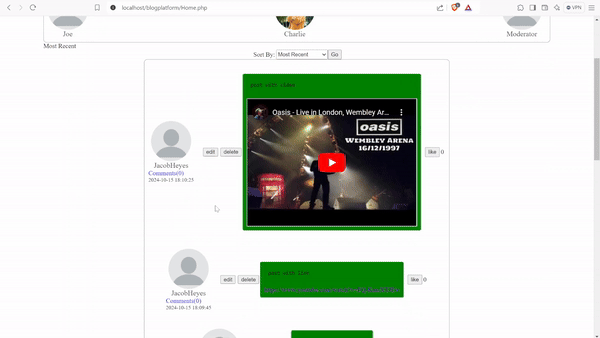 localhost/blogplatform/Home.php
VPN
Joe
Charlie
Moderator
Most Recent
Sort By: Most Recent Go
post with video
Oasis - Live in London, Wembley Ar...
oasis
WEMBLEY ARENA
16/12/1997
JacobHeyes
edit delete
like 0
Comments(0)
2024-10-15 18:10:25
post with link
JacobHeyes
edit delete
like 0
Comments(0)
2024-10-15 18:09:45